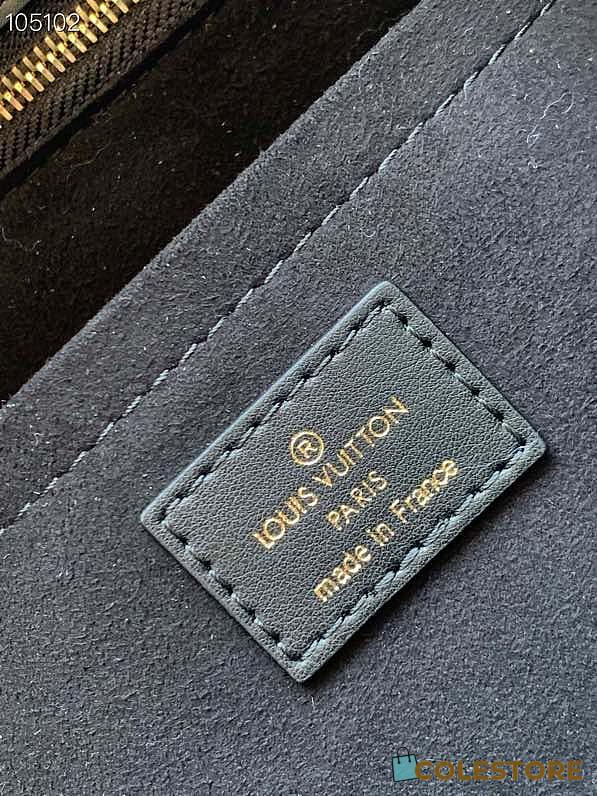 105102
®
LOUIS VUITTON
PARIS
made in France
COLESTORE